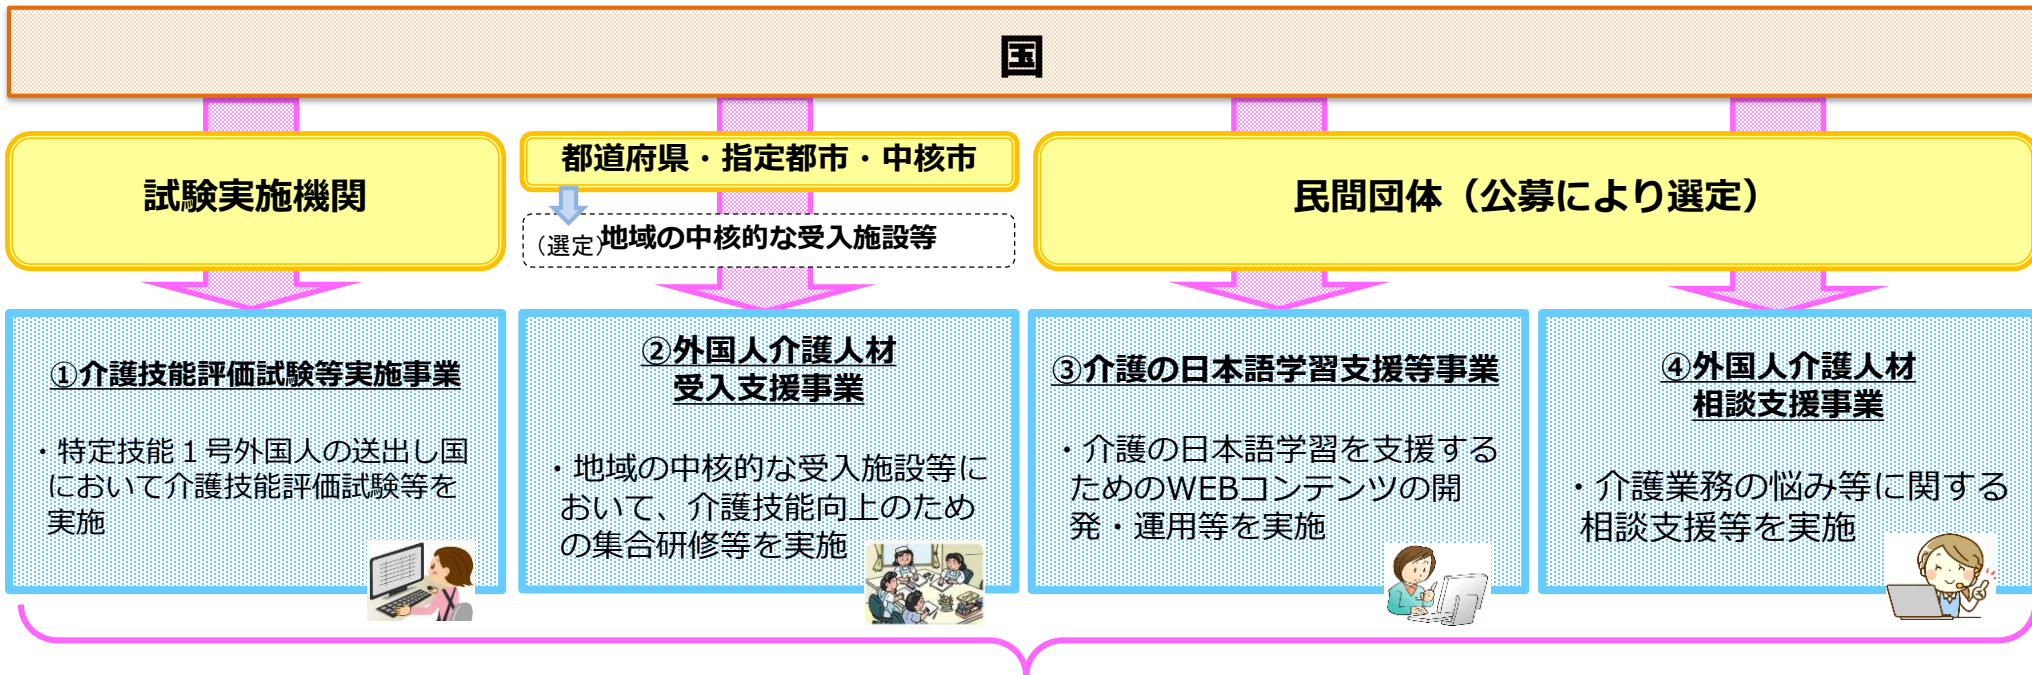 国
試験実施機関
都道府県・指定都市・中核市
(選定)地域の中核的な受入施設等
民間団体（公募により選定）
①介護技能評価試験等実施事業
・特定技能１号外国人の送出し国
において介護技能評価試験等を
実施
②外国人介護人材
受入支援事業
・地域の中核的な受入施設等に
おいて、介護技能向上のため
の集合研修等を実施
③介護の日本語学習支援等事業
・介護の日本語学習を支援する
ためのWEBコンテンツの開
発・運用等を実施
④外国人介護人材
相談支援事業
・介護業務の悩み等に関する
相談支援等を実施